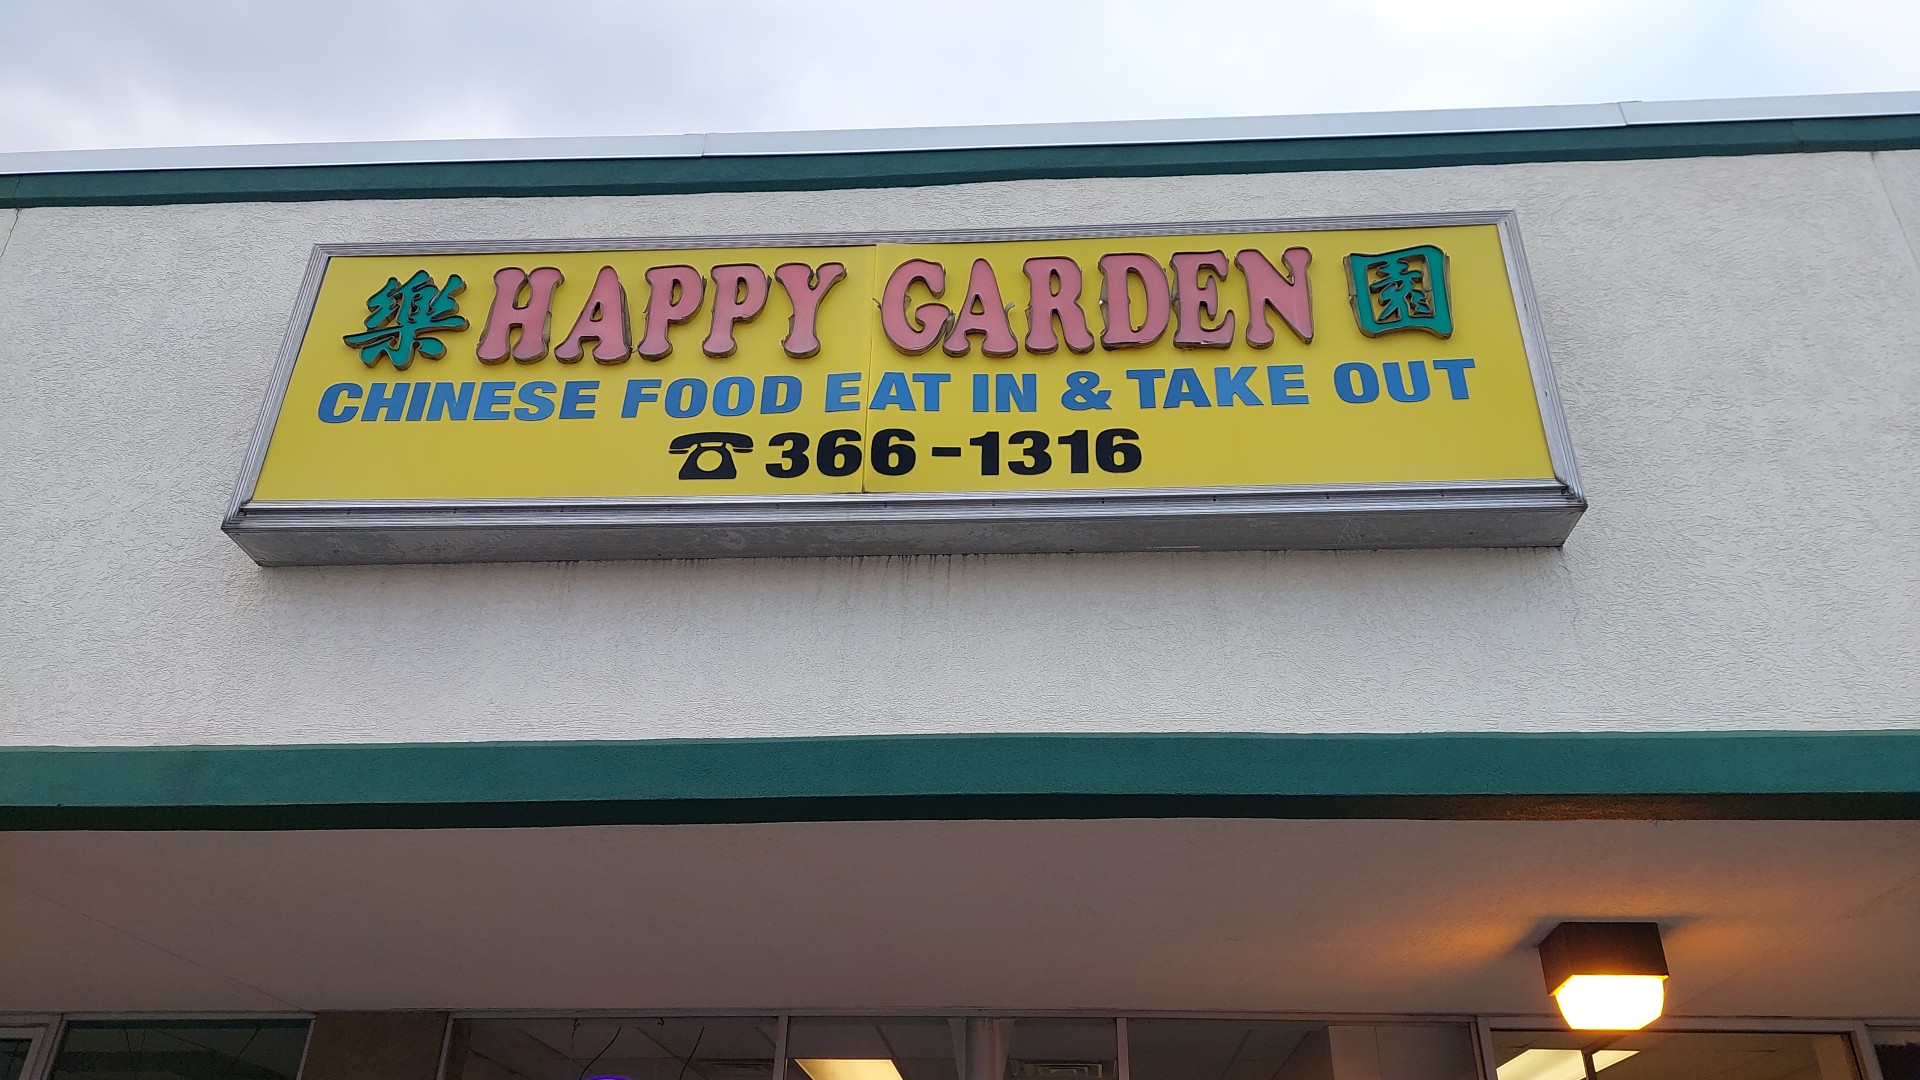 樂 HAPPY GARDEN 園
CHINESE FOOD EAT IN & TAKE OUT
☎ 366-1316